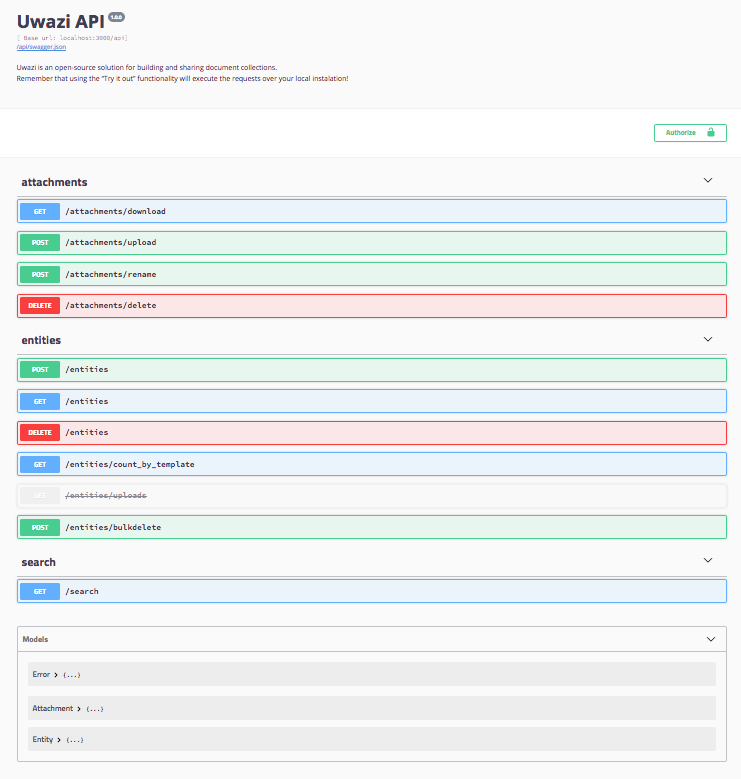 Uwazi API 1.0.0
[ Base url: localhost:3000/api]
/api/swagger.json
Uwazi is an open-source solution for building and sharing document collections.
Remember that using the "Try it out" functionality will execute the requests over your local instalation!
Authorize
attachments
GET /attachments/download
POST /attachments/upload
POST /attachments/rename
DELETE /attachments/delete
entities
POST /entities
GET /entities
DELETE /entities
GET /entities/count_by_template
GET /entities/uploads
POST /entities/bulkdelete
search
GET /search
Models
Error > {...}
Attachment > {...}
Entity > {...}